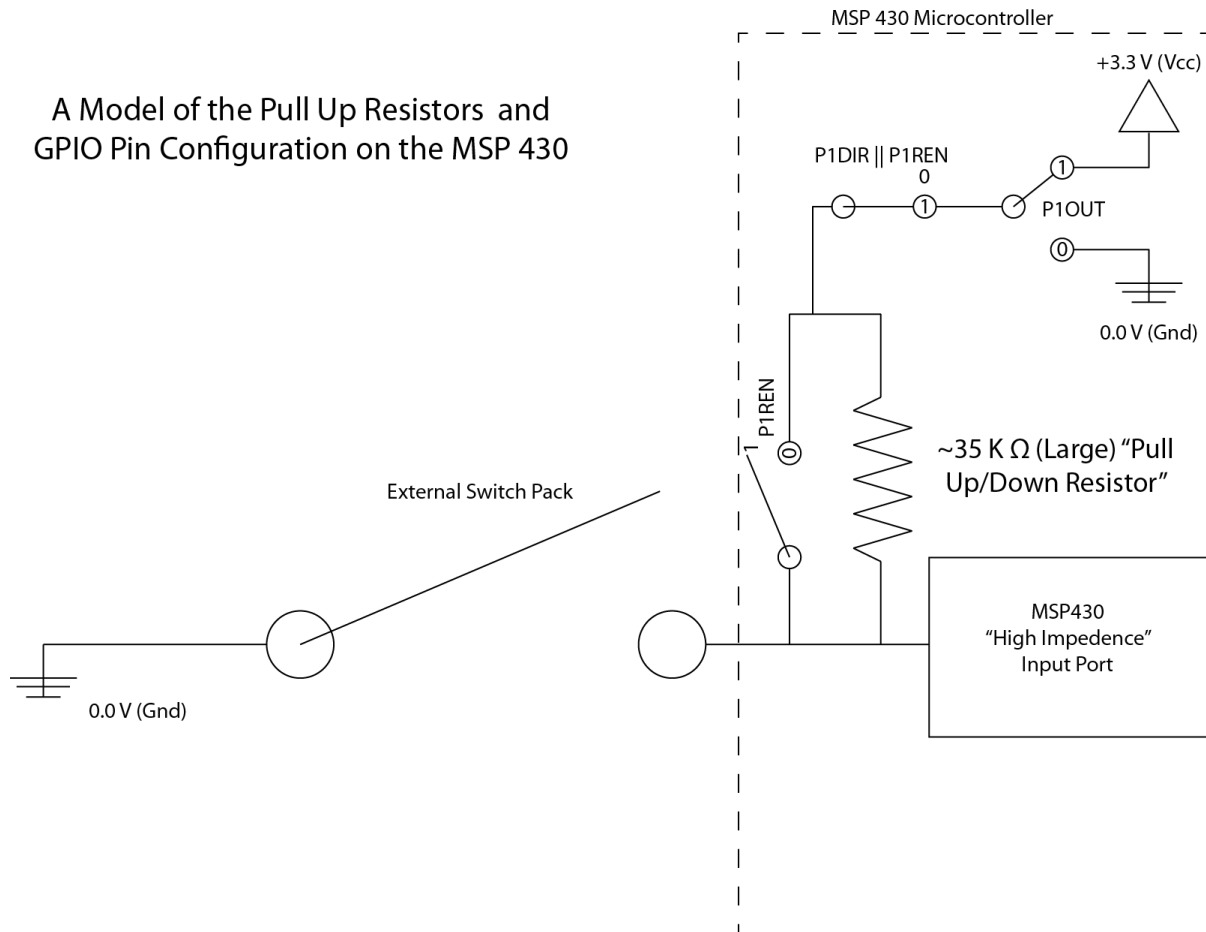 MSP 430 Microcontroller
A Model of the Pull Up Resistors and
GPIO Pin Configuration on the MSP 430
+3.3 V (Vcc)
P1DIR || P1REN
0
1
1
P1OUT
0
0.0 V (Gnd)
P1REN
1
0
~35 K Ω (Large) “Pull
Up/Down Resistor”
External Switch Pack
MSP430
“High Impedence”
Input Port
0.0 V (Gnd)